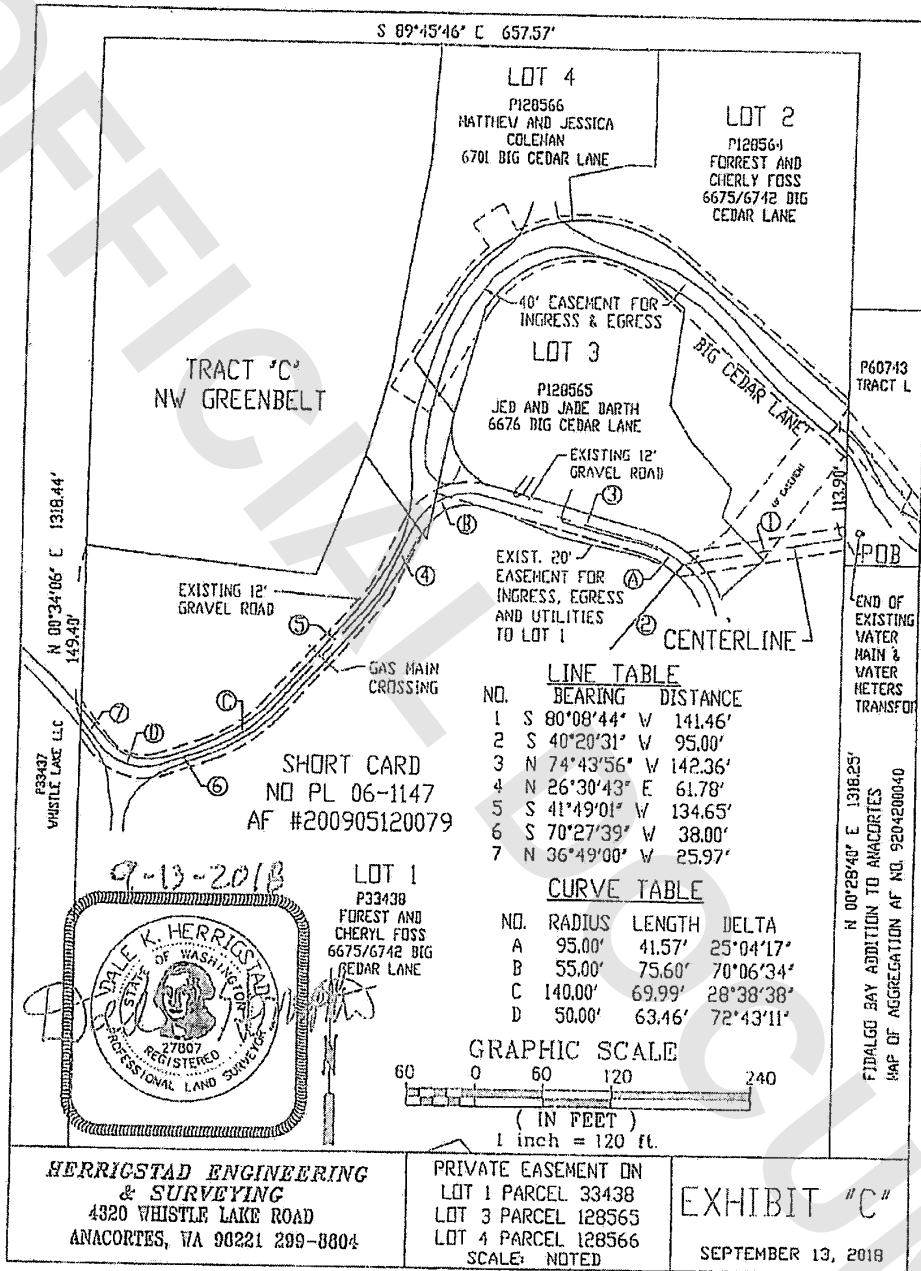 S 89°45'46" E 657.57'
LOT 4
P128566
MATTHEW AND JESSICA
COLEMAN
6701 BIG CEDAR LANE
LOT 2
P128564
FORREST AND
CHERLY FOSS
6675/6742 BIG
CEDAR LANE
40' EASEMENT FOR
INGRESS & EGRESS
LOT 3
P128565
JED AND JADE BARTH
6676 BIG CEDAR LANE
BIG CEDAR LANE
P60743
TRACT L
TRACT "C"
NW GREENBELT
EXISTING 12'
GRAVEL ROAD
3
EASEMENT
113.90'
1
B
4
EXIST. 20'
EASEMENT FOR
INGRESS, EGRESS
AND UTILITIES
TO LOT 1
A
2
POB
CENTERLINE
END OF
EXISTING
WATER
MAIN &
WATER
METERS
N 00°34'06" E 1318.44'
149.40'
EXISTING 12'
GRAVEL ROAD
5
GAS MAIN
CROSSING
C
7
D
6
P33437
WHISTLE LAKE LLC
SHORT CARD
NO PL 06-1147
AF #200905120079
LINE TABLE
NO. BEARING DISTANCE
1 S 80°08'44" W 141.46'
2 S 40°20'31" W 95.00'
3 N 74°43'56" W 142.36'
4 N 26°30'43" E 61.78'
5 S 41°49'01" W 134.65'
6 S 70°27'39" W 38.00'
7 N 36°49'00" W 25.97'
CURVE TABLE
NO. RADIUS LENGTH DELTA
A 95.00' 41.57' 25°04'17"
B 55.00' 75.60' 70°06'34"
C 140.00' 69.99' 28°38'38"
D 50.00' 63.46' 72°43'11"
N 00°28'40" E 1318.25'
FIDALGO BAY ADDITION TO ANACORTES
MAP OF AGGREGATION AF NO. 9204200040
9-13-2018
LOT 1
P33438
FOREST AND
CHERYL FOSS
6675/6742 BIG
CEDAR LANE
DALE K. HERRIGSTAD
STATE OF WASHINGTON
27807
REGISTERED
PROFESSIONAL LAND SURVEYOR
GRAPHIC SCALE
60 0 60 120 240
( IN FEET )
1 inch = 120 ft.
HERRIGSTAD ENGINEERING
& SURVEYING
4320 WHISTLE LAKE ROAD
ANACORTES, WA 98221 299-8804
PRIVATE EASEMENT ON
LOT 1 PARCEL 33438
LOT 3 PARCEL 128565
LOT 4 PARCEL 128566
SCALE: NOTED
EXHIBIT "C"
SEPTEMBER 13, 2018